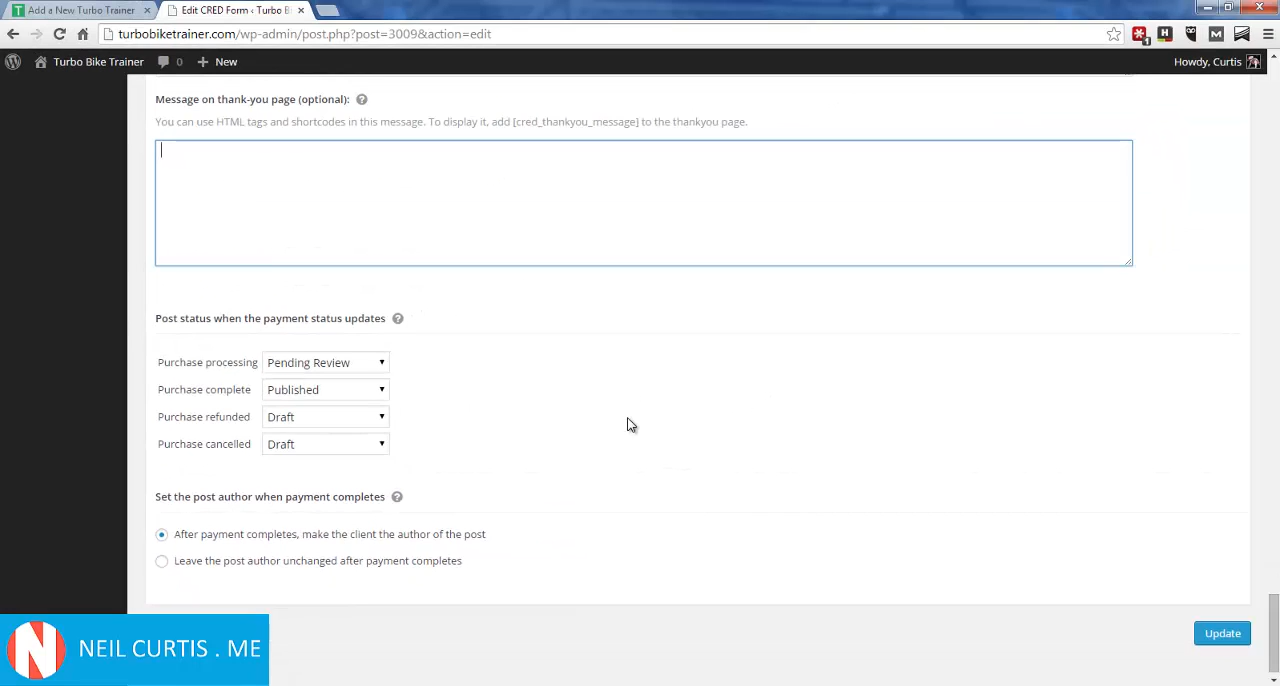 Add a New Turbo Trainer
Edit CRED Form ‹ Turbo B
turbobiketrainer.com/wp-admin/post.php?post=3009&action=edit
Turbo Bike Trainer 0 New
Howdy, Curtis
Message on thank-you page (optional):
You can use HTML tags and shortcodes in this message. To display it, add [cred_thankyou_message] to the thankyou page.
Post status when the payment status updates
Purchase processing Pending Review
Purchase complete Published
Purchase refunded Draft
Purchase cancelled Draft
Set the post author when payment completes
After payment completes, make the client the author of the post
Leave the post author unchanged after payment completes
Update
NEIL CURTIS . ME